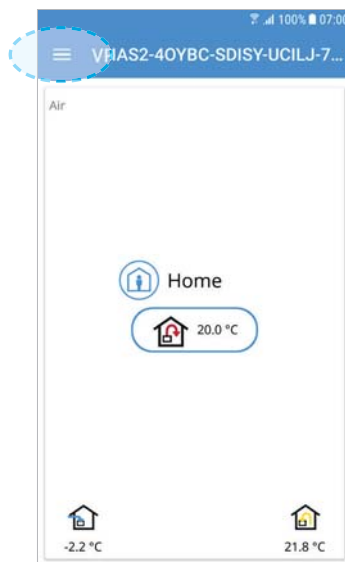 100% 07:00
VFIAS2-4OYBC-SDISY-UCILJ-7...
Air
Home
20.0 °C
-2.2 °C
21.8 °C